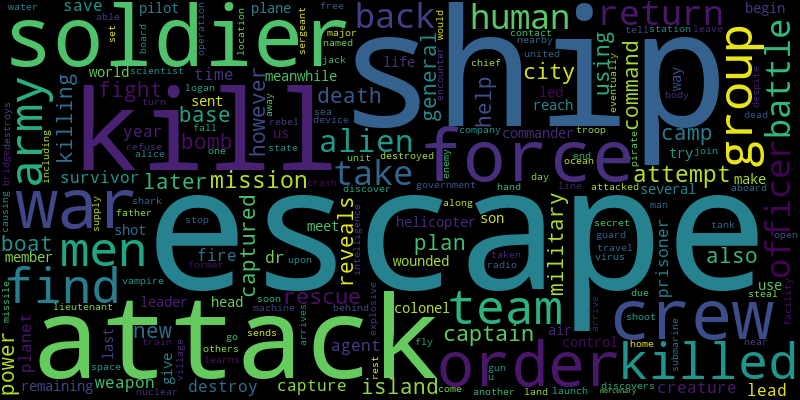 water
save
pilot
plane
free
able
see
board
operation
location
sergeant
major
named
jack
soldier
ship
back
human
return
contact
nearby
united
would
encounter
tell
station
leave
begin
world
scientist
time
meanwhile
life
general
chief
using
city
led
reach
eventually
command
way
body
group
despite
dead
battle
army
killing
fight
sent
death
however
help
logan
away
rebel
turn
year
base
fall
one
us
sea
device
kill
bomb
refuse
state
alice
alien
force
company
troop
commander
pirate
camp
try
join
destroys
including
bridge
survivor
later
mission
unit
destroyed
crash
take
enemy
end
ocean
day
attempt
make
several
aboard
causing
supply
war
father
shark
captured
discover
government
hand
line
attacked
officer
men
boat
member
shot
stop
escape
reveals
meet
along
helicopter
son
plan
secret
guard
travel
virus
man
tank
also
open
military
prisoner
find
vampire
fire
dr
upon
intelligence
wounded
taken
radio
missile
lieutenant
leader
former
head
soon
rescue
colonel
team
crew
due
use
steal
facility
power
planet
last
new
machine
behind
explosive
captain
air
arrive
shoot
attack
sends
arrives
go
others
learns
agent
fly
control
home
submarine
near
killed
train
give
village
space
order
gun
u
discovers
creature
remaining
weapon
nuclear
destroy
capture
rest
island
come
another
land
launch
mercenary
lead